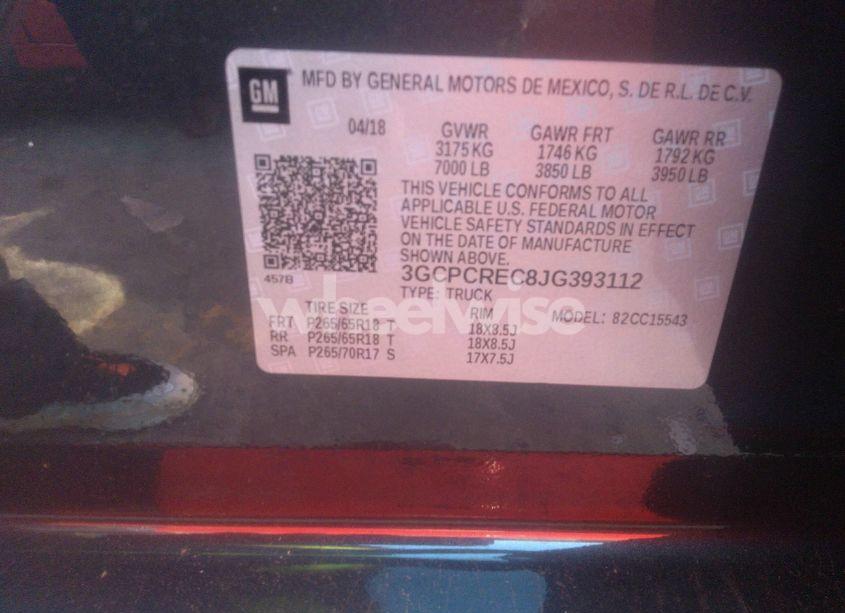 GM
MFD BY GENERAL MOTORS DE MEXICO, S. DE R.L. DE C.V.
04/18 GVWR GAWR FRT GAWR RR
3175 KG 1746 KG 1792 KG
7000 LB 3850 LB 3950 LB
THIS VEHICLE CONFORMS TO ALL
APPLICABLE U.S. FEDERAL MOTOR
VEHICLE SAFETY STANDARDS IN EFFECT
ON THE DATE OF MANUFACTURE
SHOWN ABOVE.
457B
3GCPCREC8JG393112
TYPE: TRUCK
TIRE SIZE RIM MODEL: 82CC15543
FRT P265/65R18 T 18X8.5J
RR P265/65R18 T 18X8.5J
SPA P265/70R17 S 17X7.5J
wheelwise